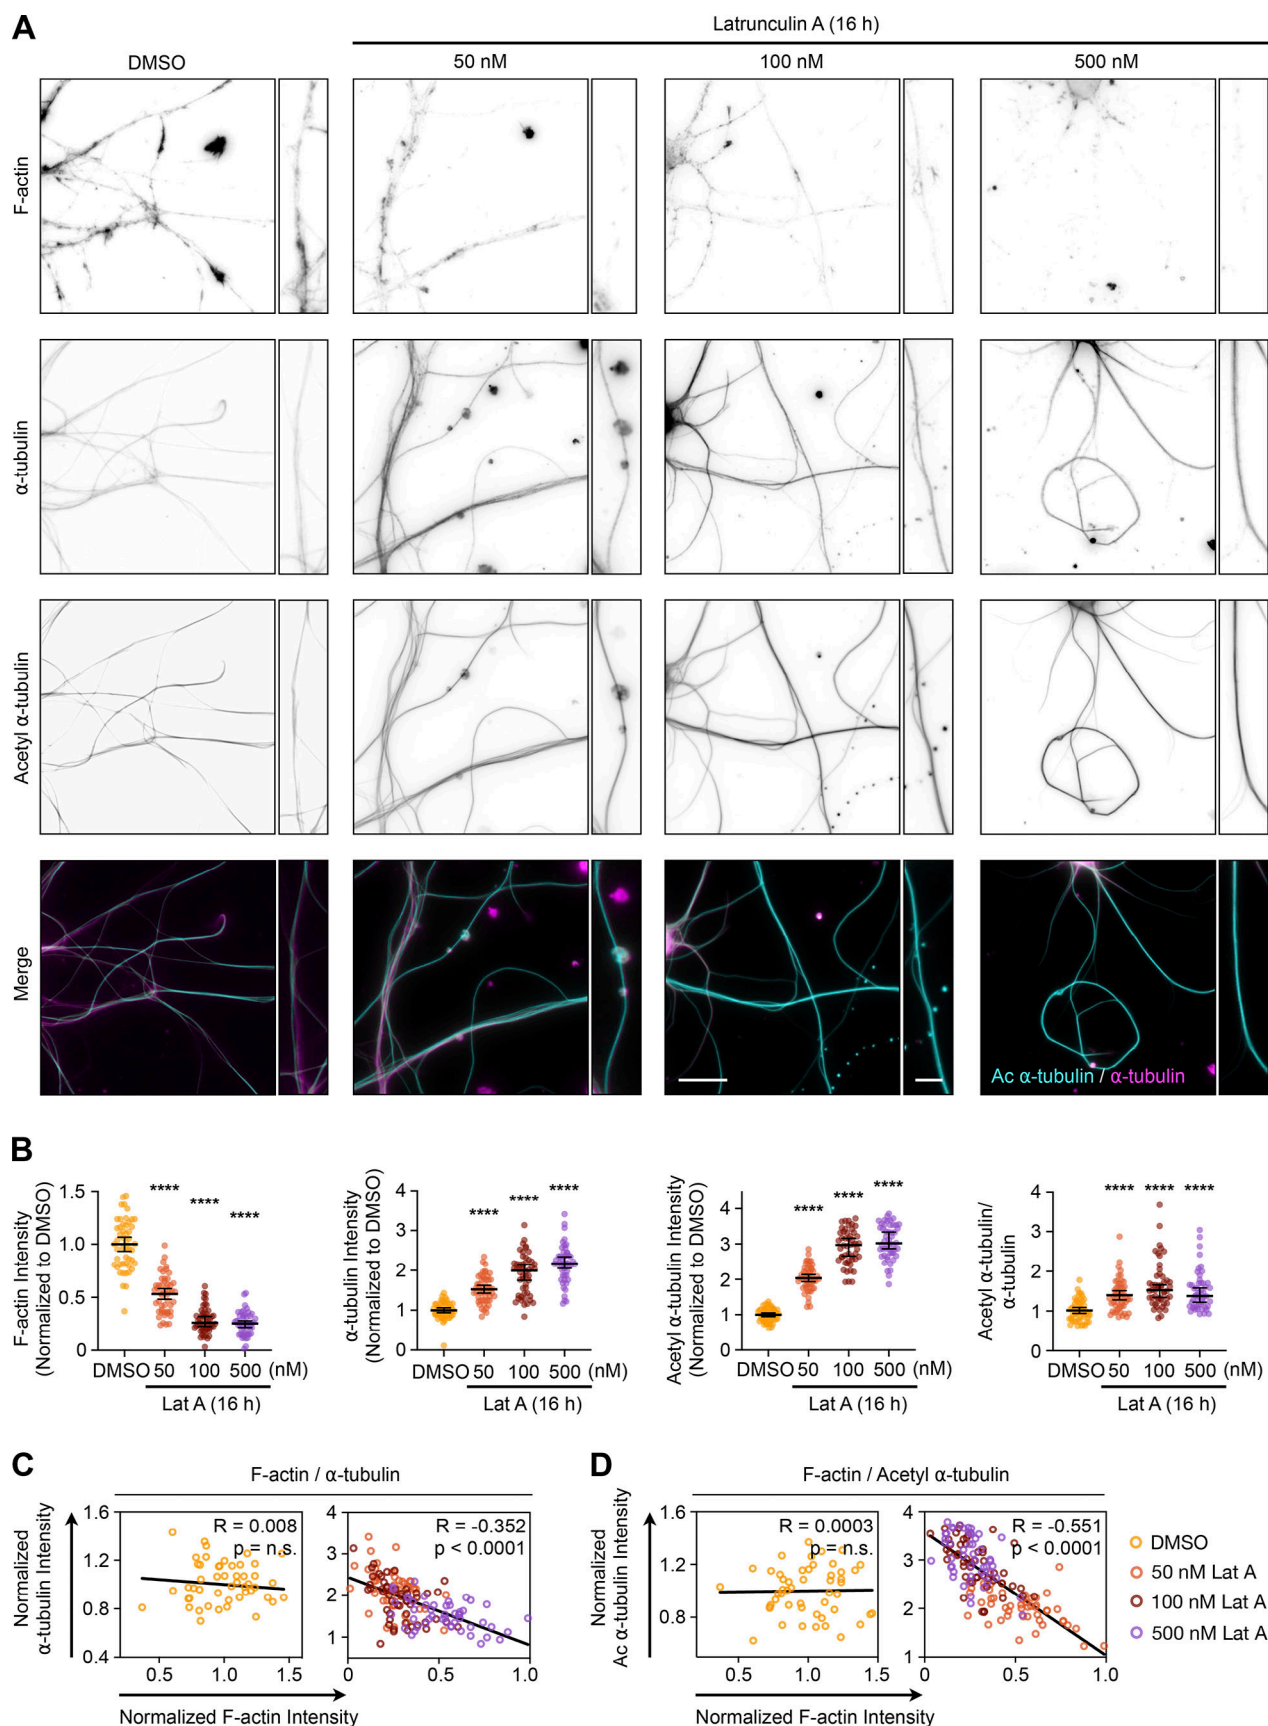 A
Latrunculin A (16 h)
DMSO 50 nM 100 nM 500 nM
F-actin
α-tubulin
Acetyl α-tubulin
Merge
Ac α-tubulin / α-tubulin
B
F-actin Intensity
(Normalized to DMSO)
1.5
1.0
0.5
0
**** **** ****
DMSO 50 100 500 (nM)
Lat A (16 h)
α-tubulin Intensity
(Normalized to DMSO)
4
3
2
1
0
**** **** ****
DMSO 50 100 500 (nM)
Lat A (16 h)
Acetyl α-tubulin Intensity
(Normalized to DMSO)
4
3
2
1
0
**** **** ****
DMSO 50 100 500 (nM)
Lat A (16 h)
Acetyl α-tubulin/
α-tubulin
4
3
2
1
0
**** **** ****
DMSO 50 100 500 (nM)
Lat A (16 h)
C
F-actin / α-tubulin
Normalized
α-tubulin Intensity
1.6
1.2
0.8
0.4
R = 0.008
p = n.s.
0.5 1.0 1.5
4
3
2
1
R = -0.352
p < 0.0001
0 0.5 1.0
Normalized F-actin Intensity
D
F-actin / Acetyl α-tubulin
Normalized
Ac α-tubulin Intensity
1.6
1.2
0.8
R = 0.0003
p = n.s.
0.5 1.0 1.5
4
3
2
1
R = -0.551
p < 0.0001
0 0.5 1.0
Normalized F-actin Intensity
DMSO
50 nM Lat A
100 nM Lat A
500 nM Lat A